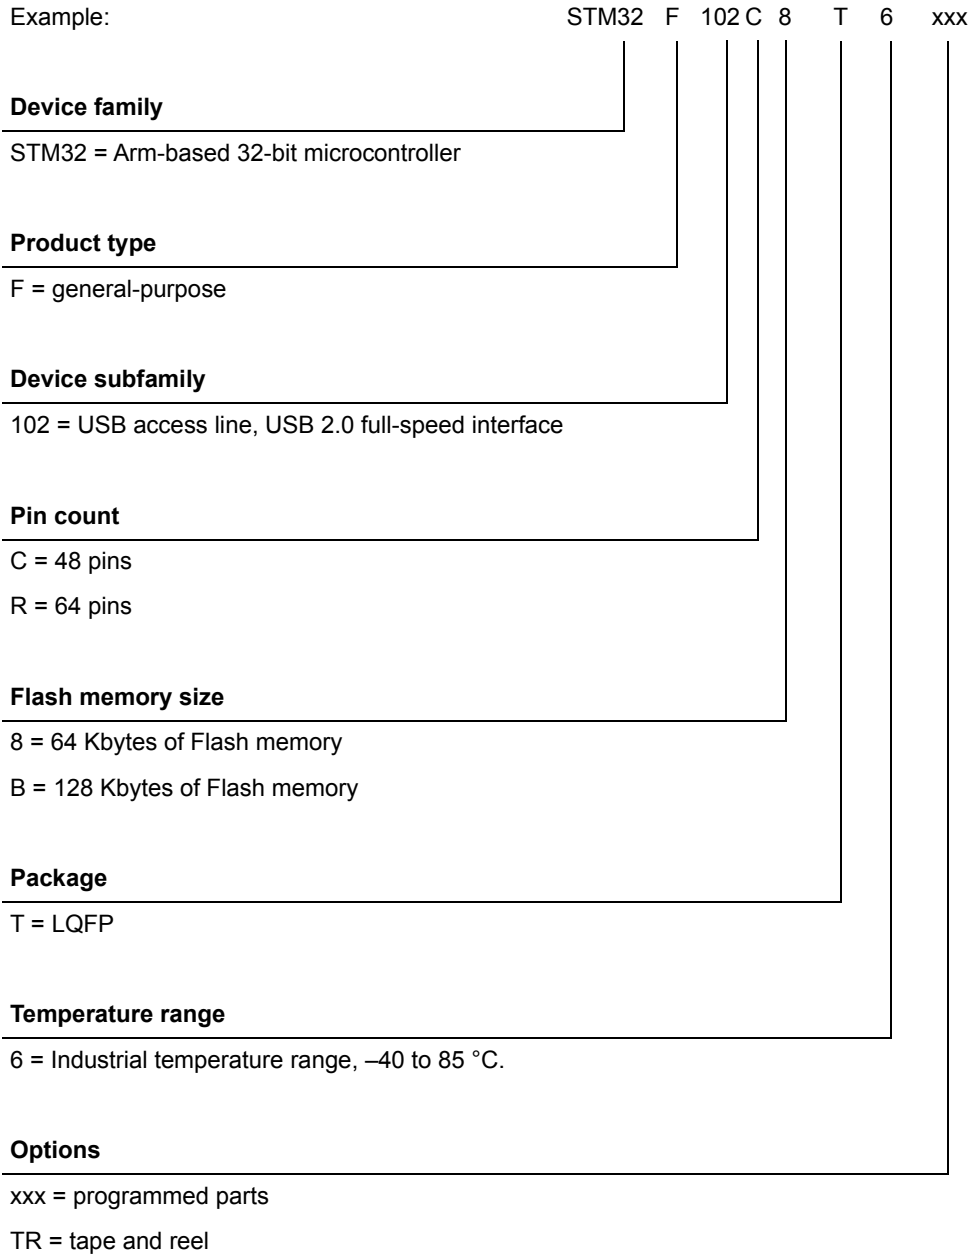 Example: STM32 F 102 C 8 T 6 xxx
Device family
STM32 = Arm-based 32-bit microcontroller
Product type
F = general-purpose
Device subfamily
102 = USB access line, USB 2.0 full-speed interface
Pin count
C = 48 pins
R = 64 pins
Flash memory size
8 = 64 Kbytes of Flash memory
B = 128 Kbytes of Flash memory
Package
T = LQFP
Temperature range
6 = Industrial temperature range, –40 to 85 °C.
Options
xxx = programmed parts
TR = tape and reel